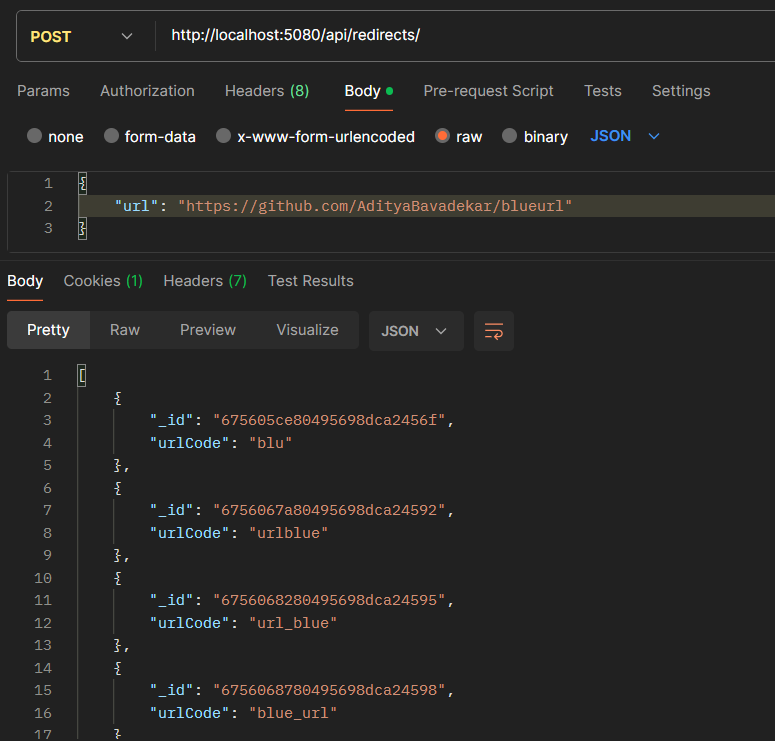 POST http://localhost:5080/api/redirects/
Params Authorization Headers (8) Body Pre-request Script Tests Settings
none form-data x-www-form-urlencoded raw binary JSON
1 {
2 "url": "https://github.com/AdityaBavadekar/blueurl"
3 }
Body Cookies (1) Headers (7) Test Results
Pretty Raw Preview Visualize JSON
1 [
2 {
3 "_id": "675605ce80495698dca2456f",
4 "urlCode": "blu"
5 },
6 {
7 "_id": "6756067a80495698dca24592",
8 "urlCode": "urlblue"
9 },
10 {
11 "_id": "6756068280495698dca24595",
12 "urlCode": "url_blue"
13 },
14 {
15 "_id": "6756068780495698dca24598",
16 "urlCode": "blue_url"
17 }